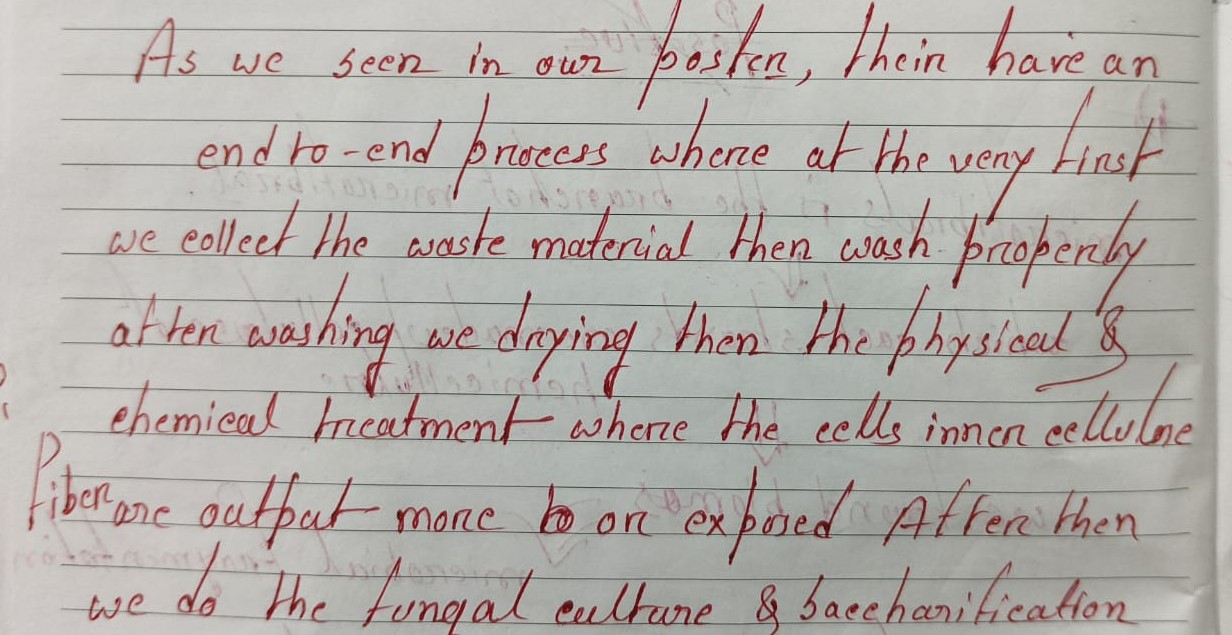 As we seen in our poster, their have an
end to-end process where at the very first
we collect the waste material then wash properly
after washing we drying then the physical &
chemical treatment where the cells inner cellulose
fiber are output more or exposed After then
we do the fungal culture & saccharification